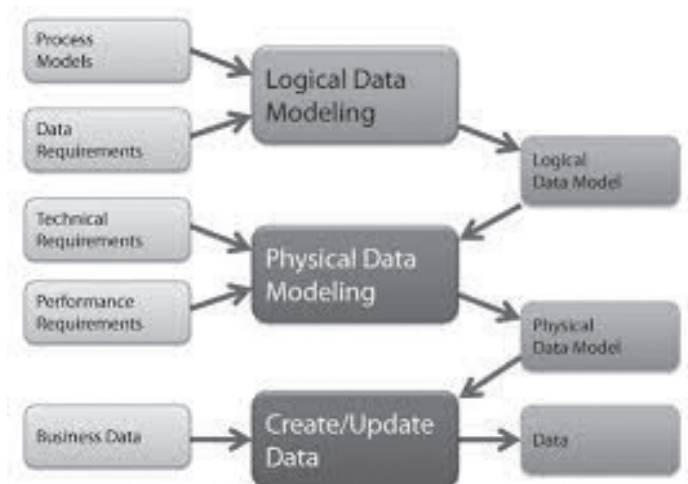 Process
Models
Logical Data
Modeling
Data
Requirements
Logical
Data Model
Technical
Requirements
Physical Data
Modeling
Performance
Requirements
Physical
Data Model
Business Data
Create/Update
Data
Data